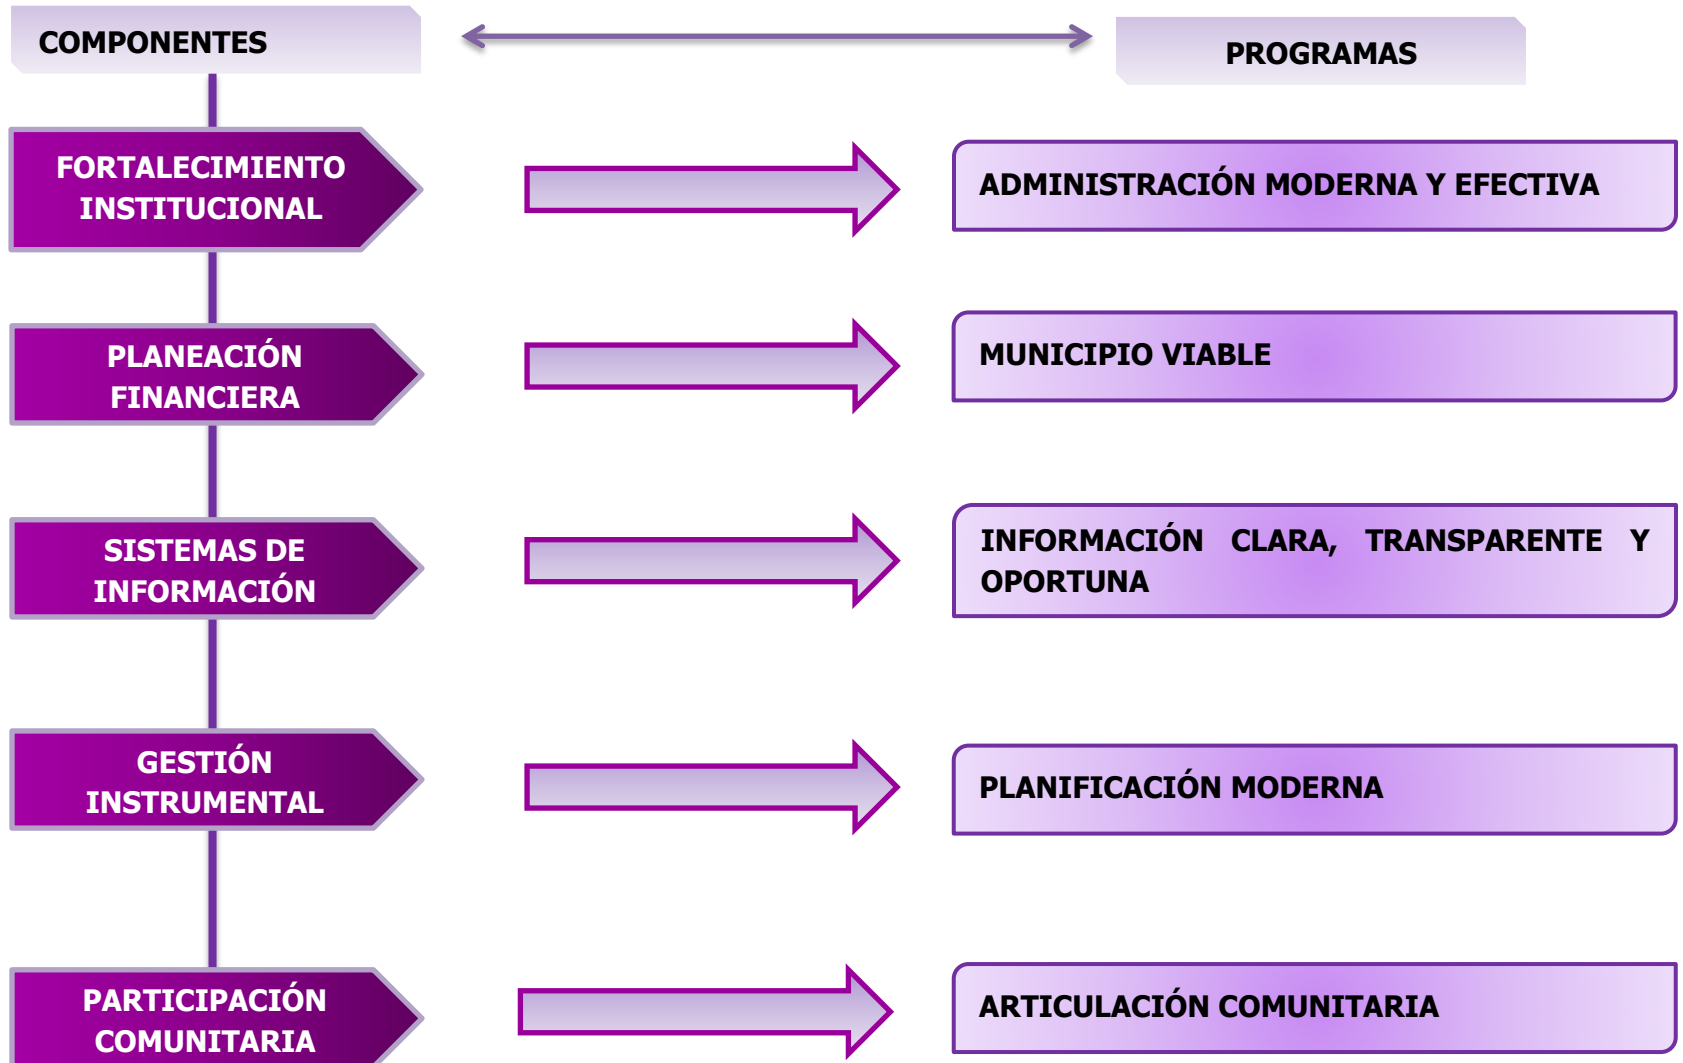 COMPONENTES
PROGRAMAS
FORTALECIMIENTO
INSTITUCIONAL
ADMINISTRACIÓN MODERNA Y EFECTIVA
PLANEACIÓN
FINANCIERA
MUNICIPIO VIABLE
SISTEMAS DE
INFORMACIÓN
INFORMACIÓN CLARA, TRANSPARENTE Y
OPORTUNA
GESTIÓN
INSTRUMENTAL
PLANIFICACIÓN MODERNA
PARTICIPACIÓN
COMUNITARIA
ARTICULACIÓN COMUNITARIA